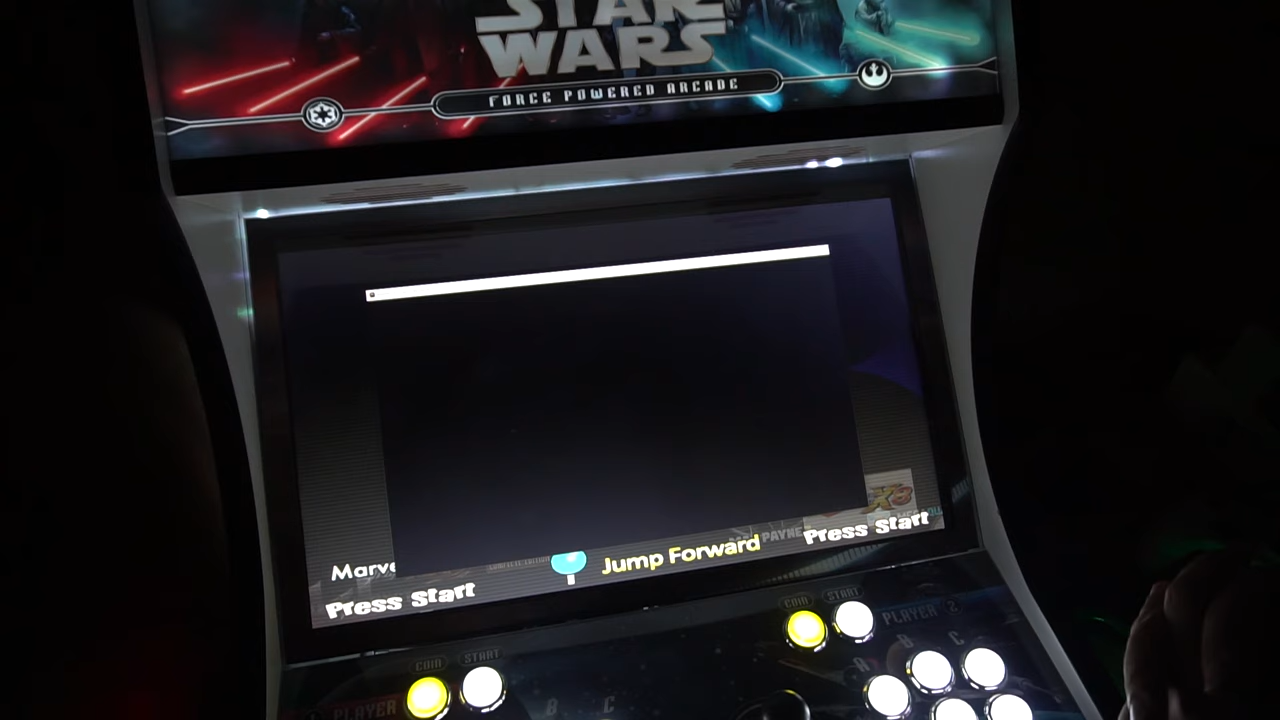 STAR
WARS
FORCE POWERED ARCADE
X8
PAYNE
Jump Forward
Press Start
Marve
Press Start
COIN
START
PLAYER 2
A
B
C
COIN
START
PLAYER
B
C